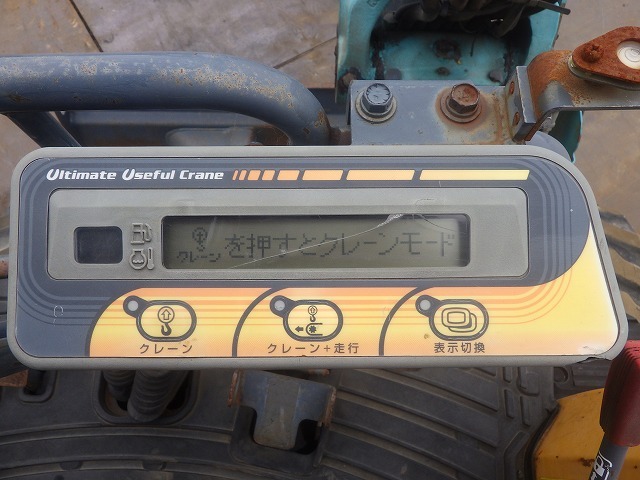 Ultimate Useful Crane
クレーン を押すとクレーンモード
クレーン
クレーン+走行
表示切換